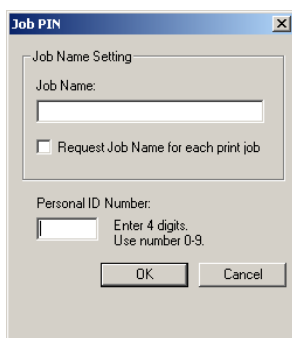 Job PIN
Job Name Setting
Job Name:
Request Job Name for each print job
Personal ID Number:
Enter 4 digits.
Use number 0-9.
OK Cancel